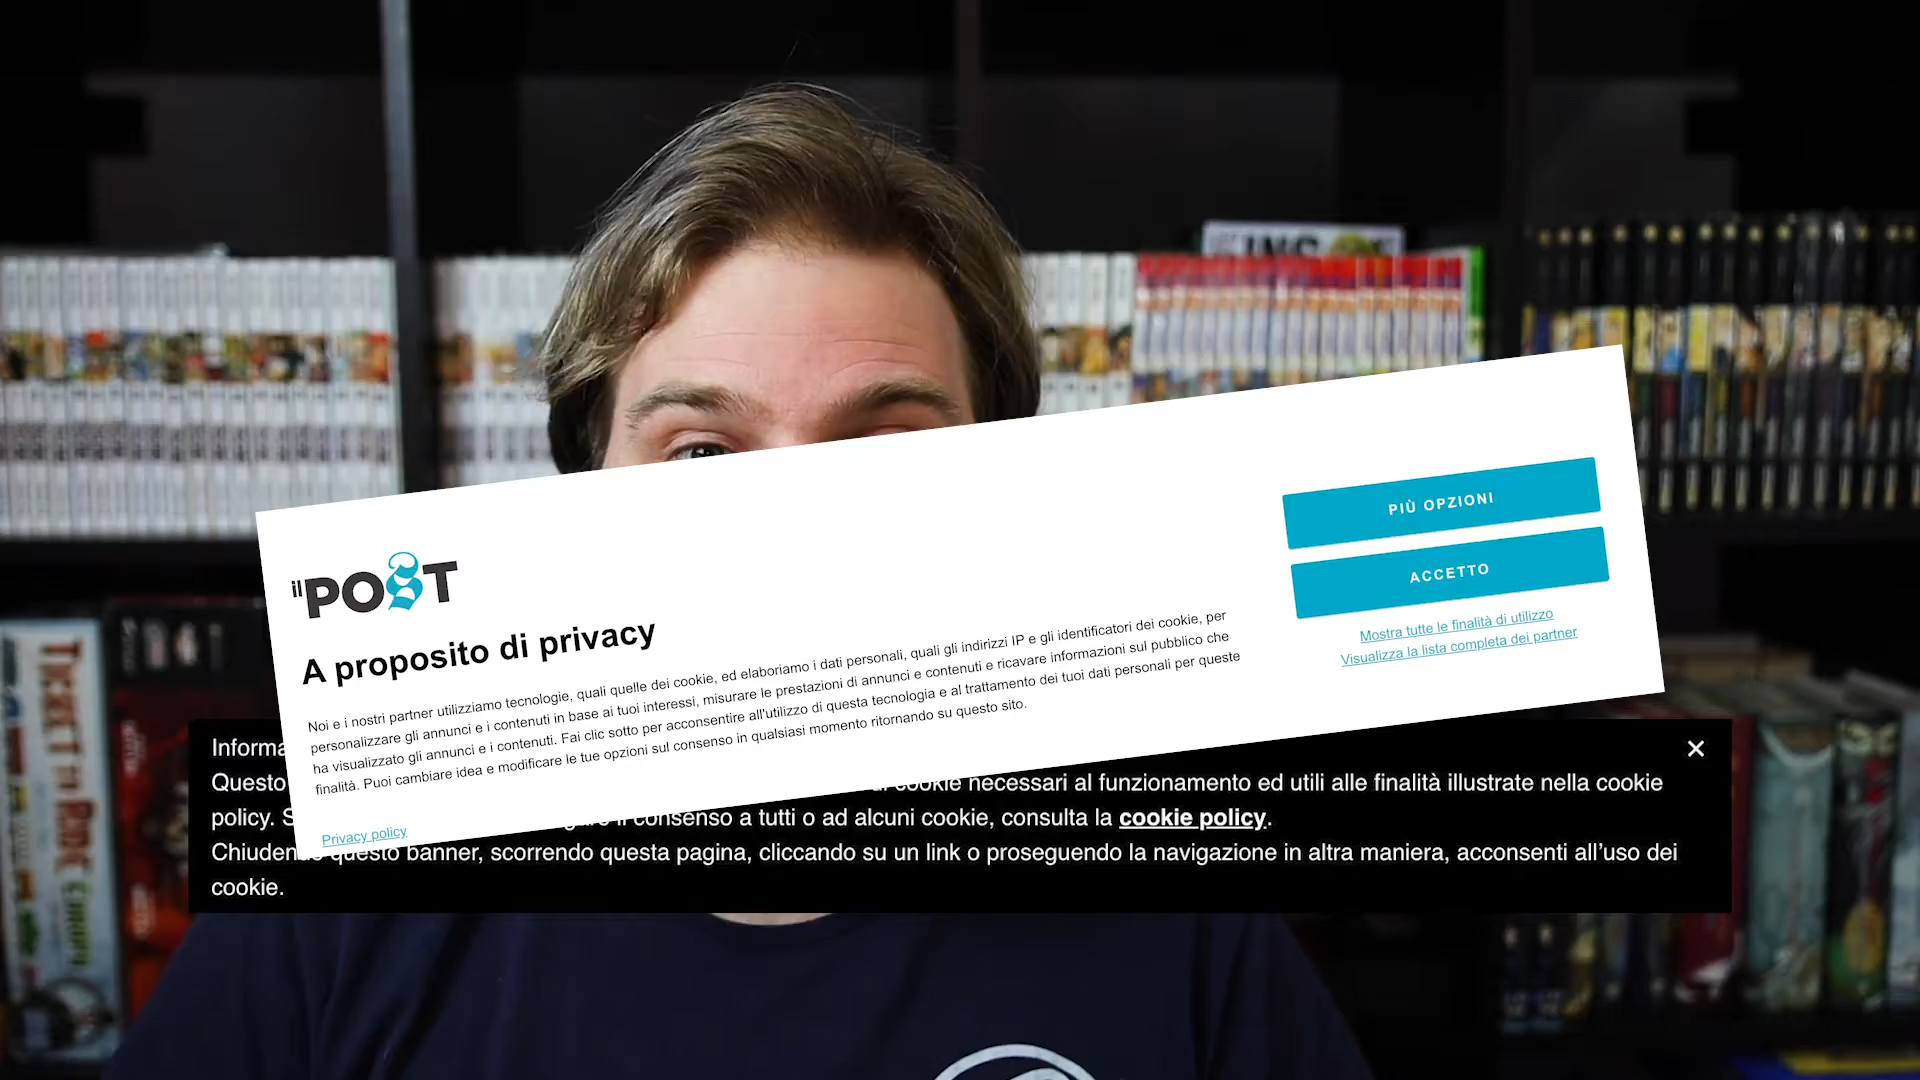 INS
TICKET TO RIDE
EUROPE
il POST
A proposito di privacy
Noi e i nostri partner utilizziamo tecnologie, quali quelle dei cookie, ed elaboriamo i dati personali, quali gli indirizzi IP e gli identificatori dei cookie, per
personalizzare gli annunci e i contenuti in base ai tuoi interessi, misurare le prestazioni di annunci e contenuti e ricavare informazioni sul pubblico che
ha visualizzato gli annunci e i contenuti. Fai clic sotto per acconsentire all'utilizzo di questa tecnologia e al trattamento dei tuoi dati personali per queste
finalità. Puoi cambiare idea e modificare le tue opzioni sul consenso in qualsiasi momento ritornando su questo sito.
Privacy policy
PIÙ OPZIONI
ACCETTO
Mostra tutte le finalità di utilizzo
Visualizza la lista completa dei partner
Questo cookie necessari al funzionamento ed utili alle finalità illustrate nella cookie
policy. consenso a tutti o ad alcuni cookie, consulta la cookie policy.
questo banner, scorrendo questa pagina, cliccando su un link o proseguendo la navigazione in altra maniera, acconsenti all’uso dei
cookie.